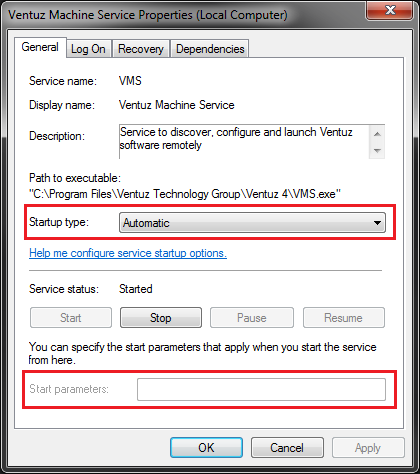 Ventuz Machine Service Properties (Local Computer)
General Log On Recovery Dependencies
Service name: VMS
Display name: Ventuz Machine Service
Description: Service to discover, configure and launch Ventuz
software remotely
Path to executable:
"C:\Program Files\Ventuz Technology Group\Ventuz 4\VMS.exe"
Startup type: Automatic
Help me configure service startup options.
Service status: Started
Start Stop Pause Resume
You can specify the start parameters that apply when you start the service
from here.
Start parameters:
OK Cancel Apply